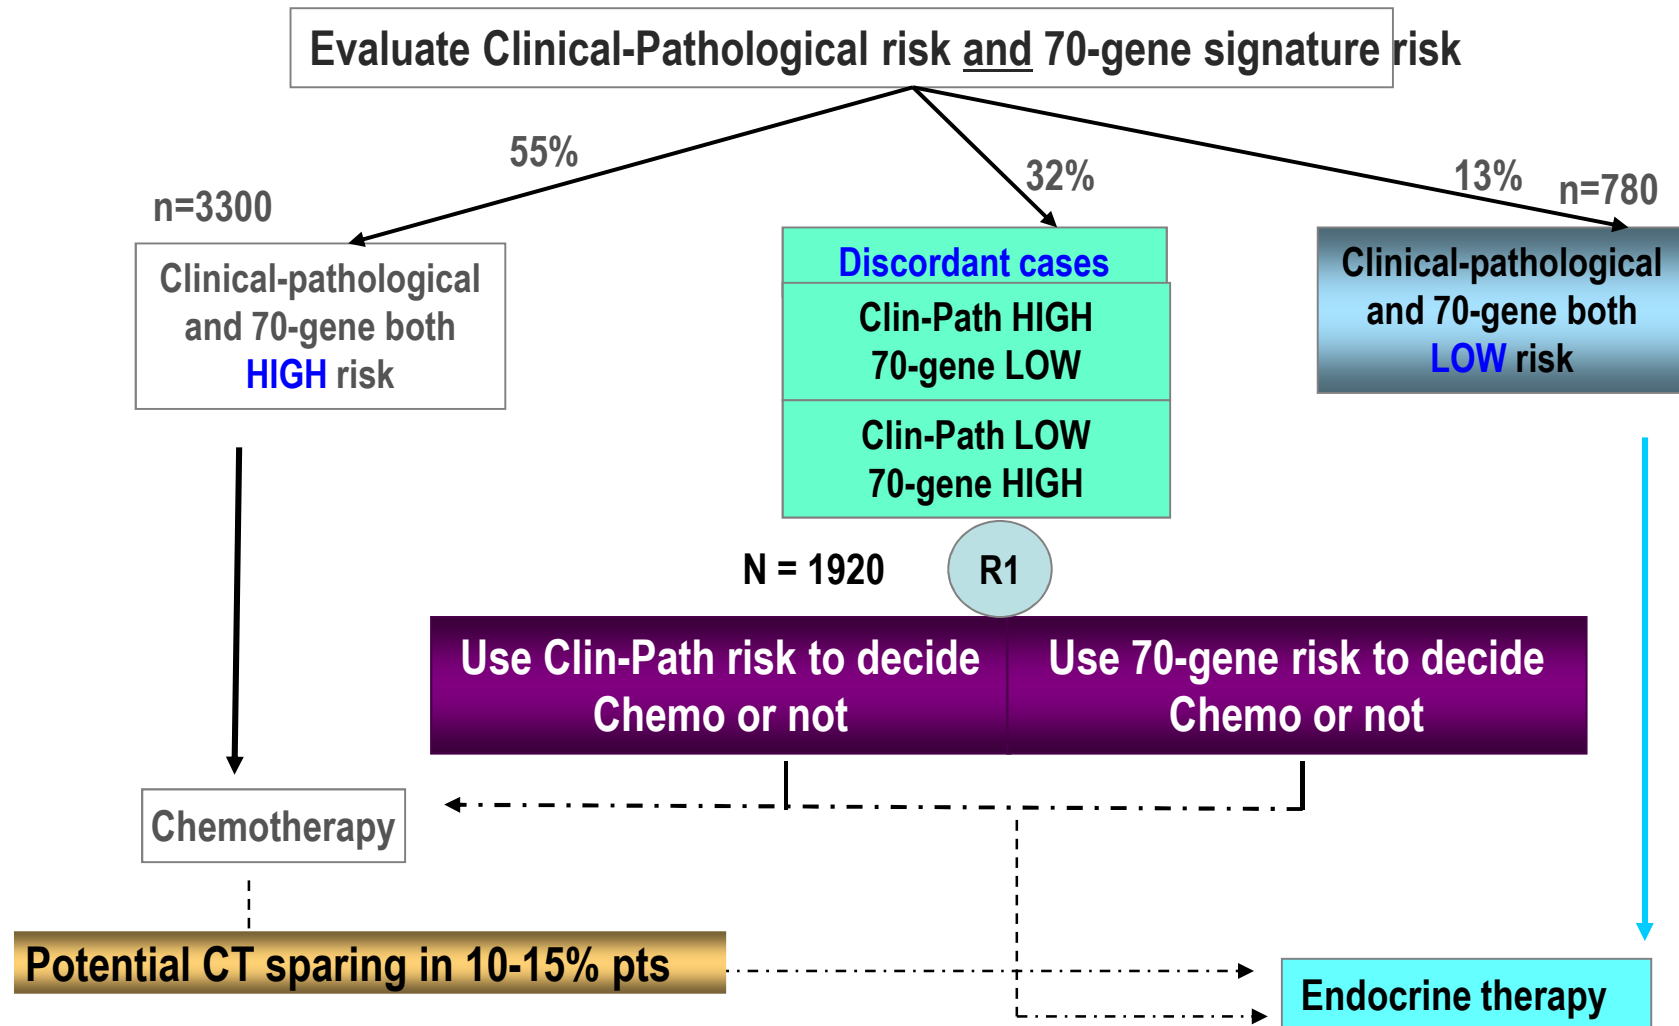 Evaluate Clinical-Pathological risk and 70-gene signature risk
55%
32%
13%
n=3300
n=780
Clinical-pathological
and 70-gene both
HIGH risk
Discordant cases
Clin-Path HIGH
70-gene LOW
Clin-Path LOW
70-gene HIGH
Clinical-pathological
and 70-gene both
LOW risk
N = 1920
R1
Use Clin-Path risk to decide
Chemo or not
Use 70-gene risk to decide
Chemo or not
Chemotherapy
Potential CT sparing in 10-15% pts
Endocrine therapy